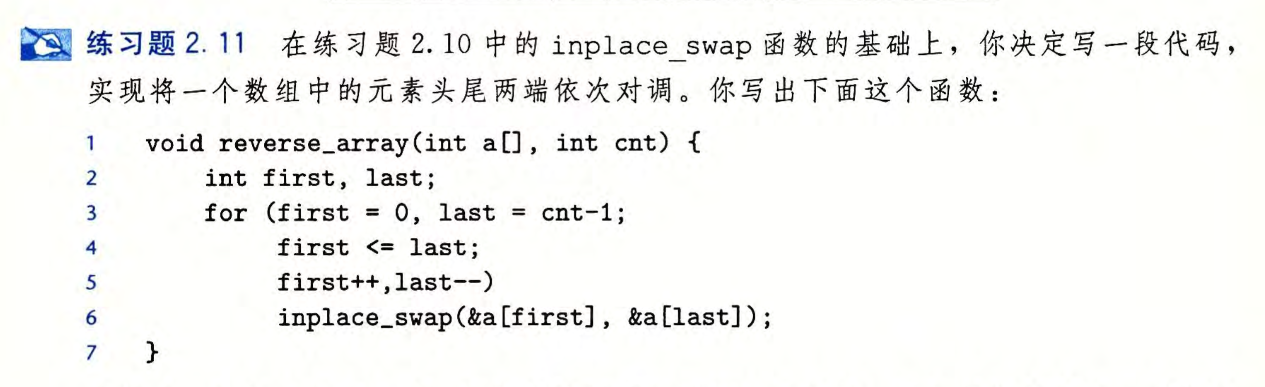 练习题 2.11 在练习题 2.10 中的 inplace_swap 函数的基础上，你决定写一段代码，
实现将一个数组中的元素头尾两端依次对调。你写出下面这个函数：
1 void reverse_array(int a[], int cnt) {
2 int first, last;
3 for (first = 0, last = cnt-1;
4 first <= last;
5 first++,last--)
6 inplace_swap(&a[first], &a[last]);
7 }